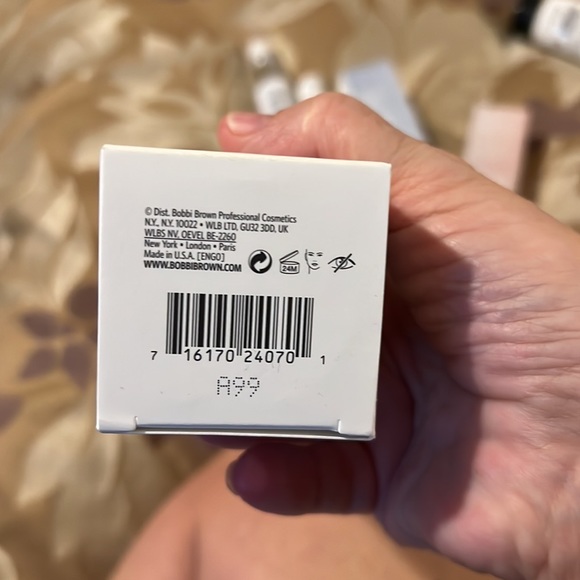 © Dist. Bobbi Brown Professional Cosmetics
N.Y., N.Y. 10022 • WLB LTD, GU32 3DD, UK
WLBS NV. OEVEL BE-2260
New York • London • Paris
Made in U.S.A. [ENGO]
WWW.BOBBIBROWN.COM
24M
7 16170 24070 1
A99